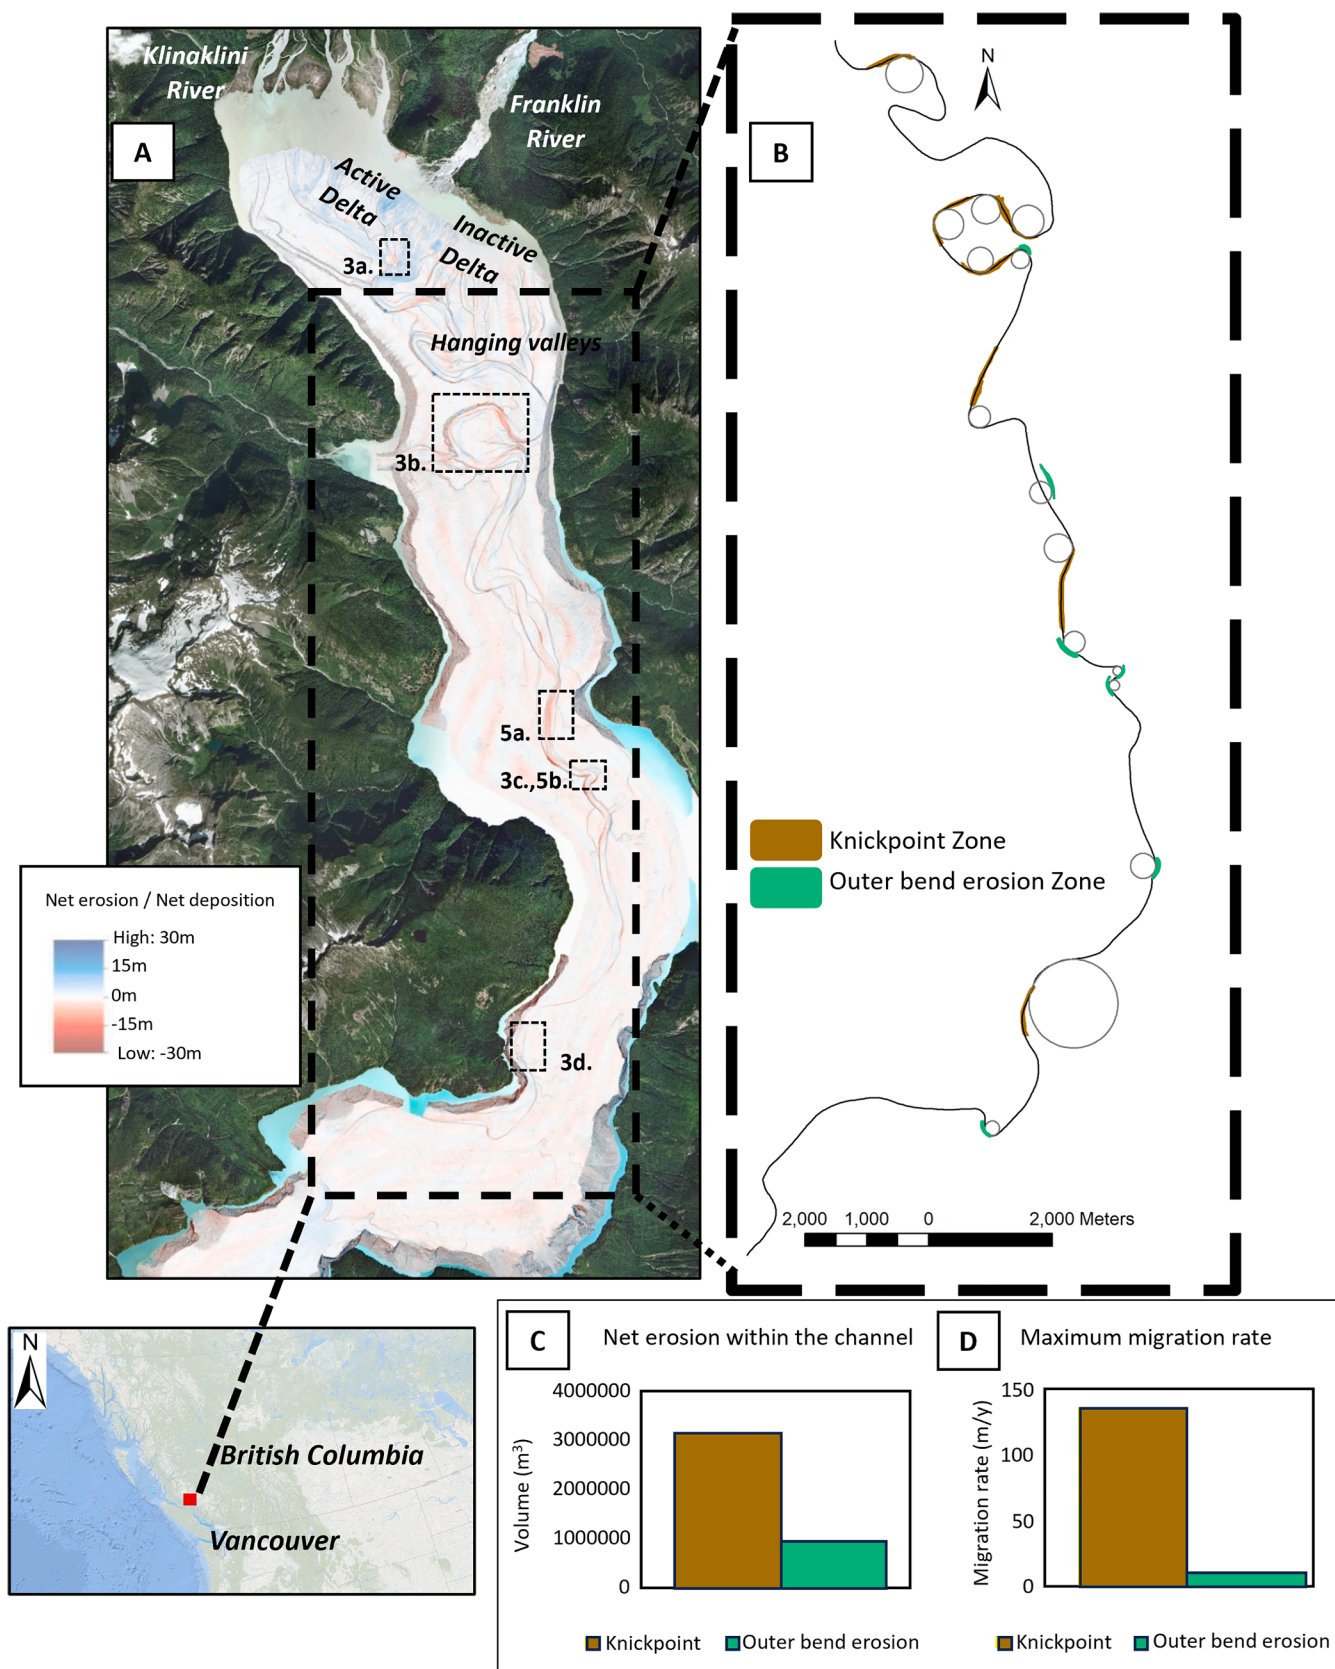 Klinaklini
River
Franklin
River
A
Active
Delta
Inactive
Delta
3a.
Hanging valleys
3b.
5a.
3c.,5b.
3d.
Net erosion / Net deposition
High: 30m
15m
0m
-15m
Low: -30m
N
B
Knickpoint Zone
Outer bend erosion Zone
2,000 1,000 0 2,000 Meters
N
British Columbia
Vancouver
C
Net erosion within the channel
4000000
3000000
2000000
1000000
0
Volume (m³)
Knickpoint Outer bend erosion
D
Maximum migration rate
150
100
50
0
Migration rate (m/y)
Knickpoint Outer bend erosion